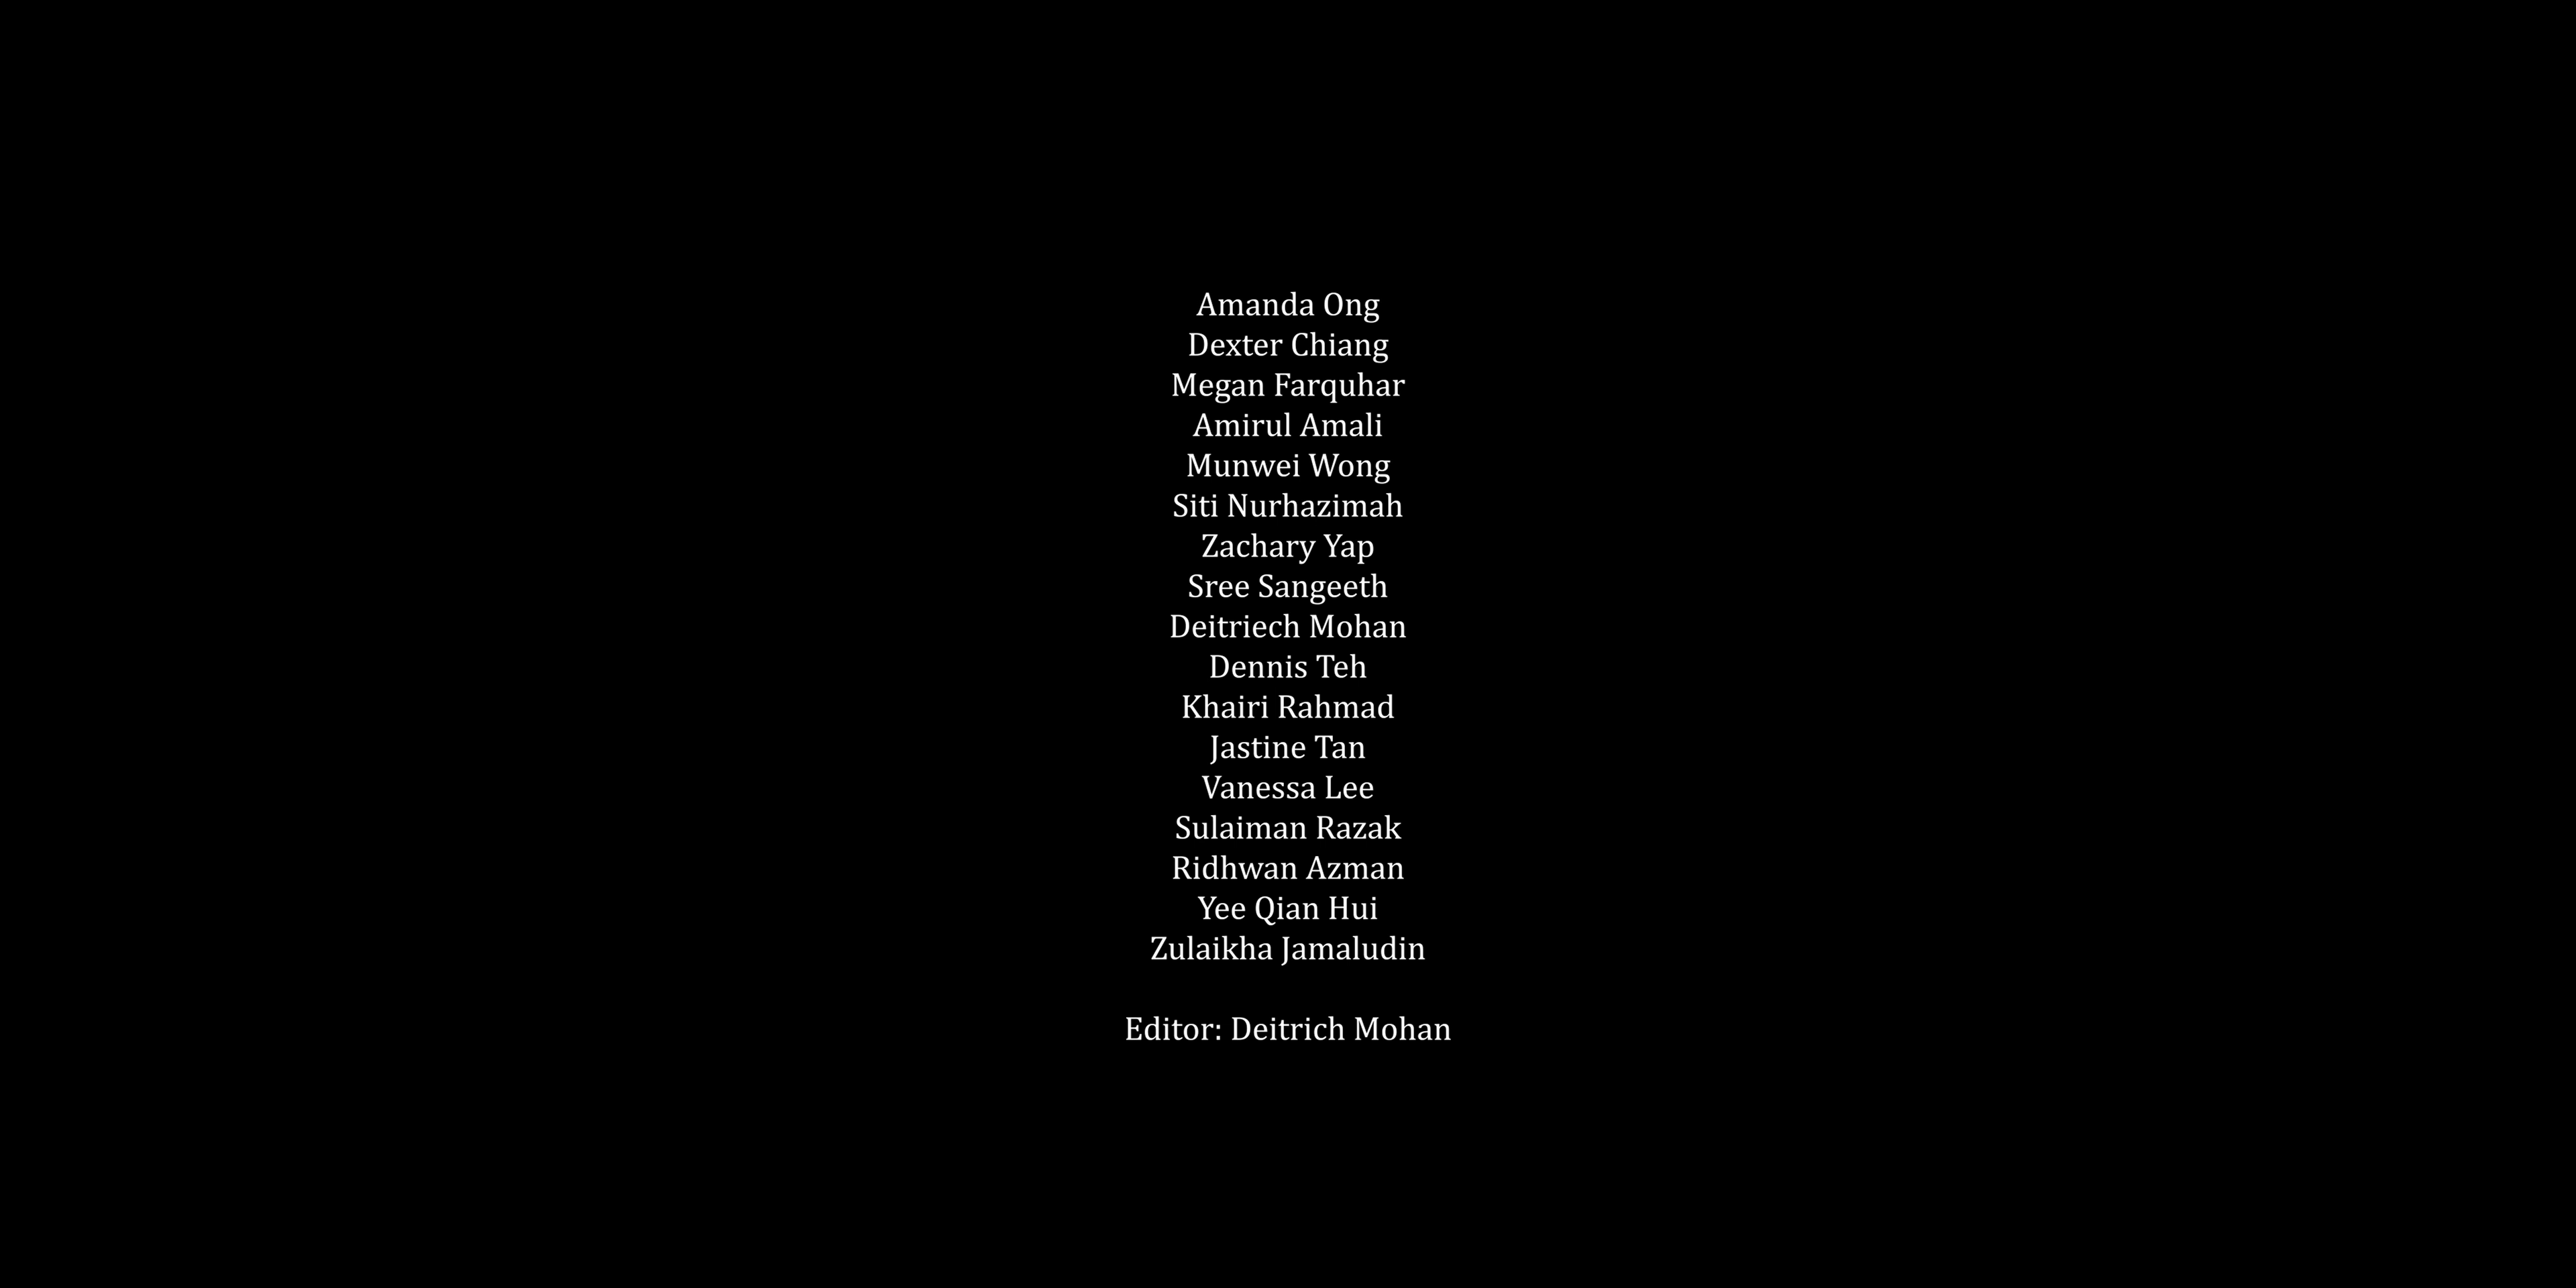 Amanda Ong
Dexter Chiang
Megan Farquhar
Amirul Amali
Munwei Wong
Siti Nurhazimah
Zachary Yap
Sree Sangeeth
Deitriech Mohan
Dennis Teh
Khairi Rahmad
Jastine Tan
Vanessa Lee
Sulaiman Razak
Ridhwan Azman
Yee Qian Hui
Zulaikha Jamaludin
Editor: Deitrich Mohan